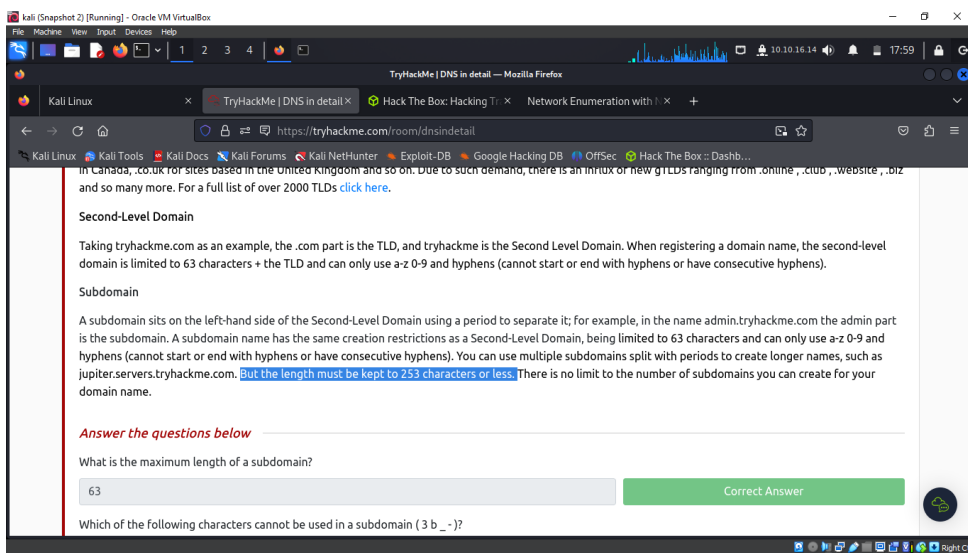 kali (Snapshot 2) [Running] - Oracle VM VirtualBox
File Machine View Input Devices Help
1 2 3 4
10.10.16.14
17:59
TryHackMe | DNS in detail — Mozilla Firefox
Kali Linux
TryHackMe | DNS in detail
Hack The Box: Hacking Tr
Network Enumeration with N
https://tryhackme.com/room/dnsindetail
Kali Linux Kali Tools Kali Docs Kali Forums Kali NetHunter Exploit-DB Google Hacking DB OffSec Hack The Box :: Dashb...
in Canada, .co.uk for sites based in the United Kingdom and so on. Due to such demand, there is an influx of new gTLDs ranging from .online , .club , .website , .biz
and so many more. For a full list of over 2000 TLDs click here.
Second-Level Domain
Taking tryhackme.com as an example, the .com part is the TLD, and tryhackme is the Second Level Domain. When registering a domain name, the second-level
domain is limited to 63 characters + the TLD and can only use a-z 0-9 and hyphens (cannot start or end with hyphens or have consecutive hyphens).
Subdomain
A subdomain sits on the left-hand side of the Second-Level Domain using a period to separate it; for example, in the name admin.tryhackme.com the admin part
is the subdomain. A subdomain name has the same creation restrictions as a Second-Level Domain, being limited to 63 characters and can only use a-z 0-9 and
hyphens (cannot start or end with hyphens or have consecutive hyphens). You can use multiple subdomains split with periods to create longer names, such as
jupiter.servers.tryhackme.com. But the length must be kept to 253 characters or less. There is no limit to the number of subdomains you can create for your
domain name.
Answer the questions below
What is the maximum length of a subdomain?
63
Correct Answer
Which of the following characters cannot be used in a subdomain ( 3 b _ - )?
Right C